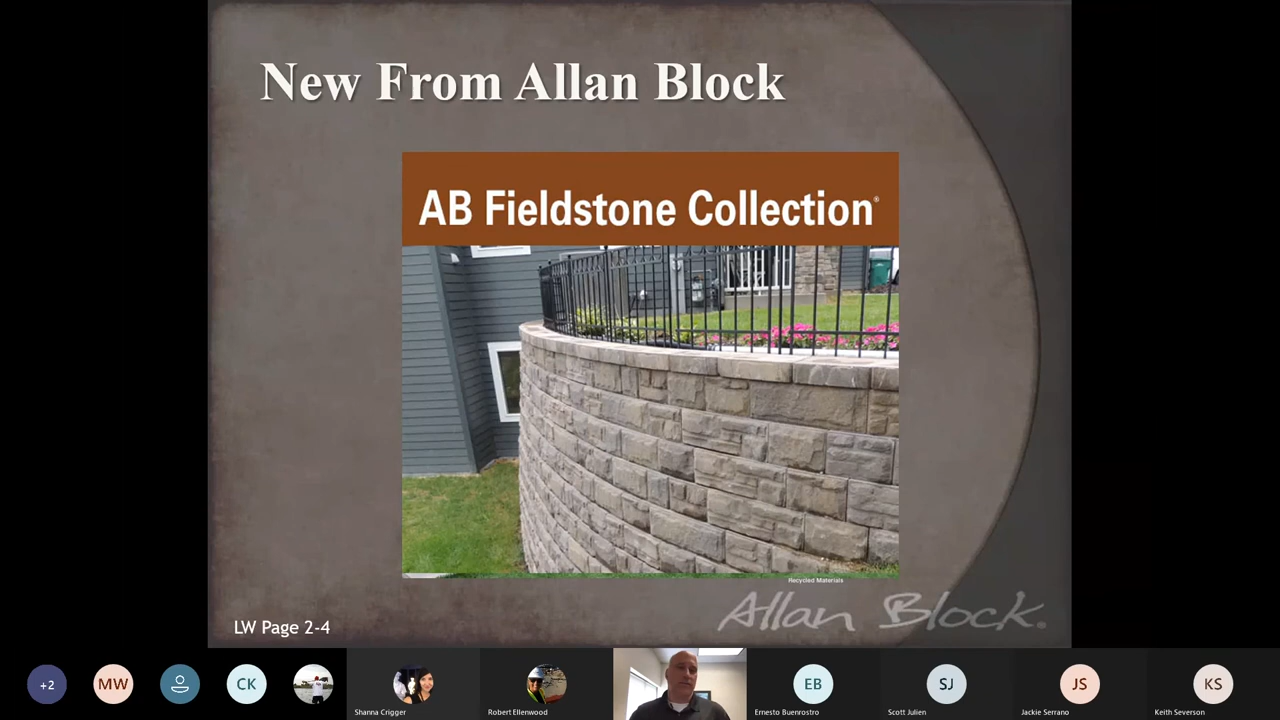 New From Allan Block
AB Fieldstone Collection®
Recycled Materials
Allan Block.
LW Page 2-4
+2
MW
CK
EB
SJ
JS
KS
Shanna Crigger
Robert Ellenwood
Ernesto Buenrostro
Scott Julien
Jackie Serrano
Keith Severson